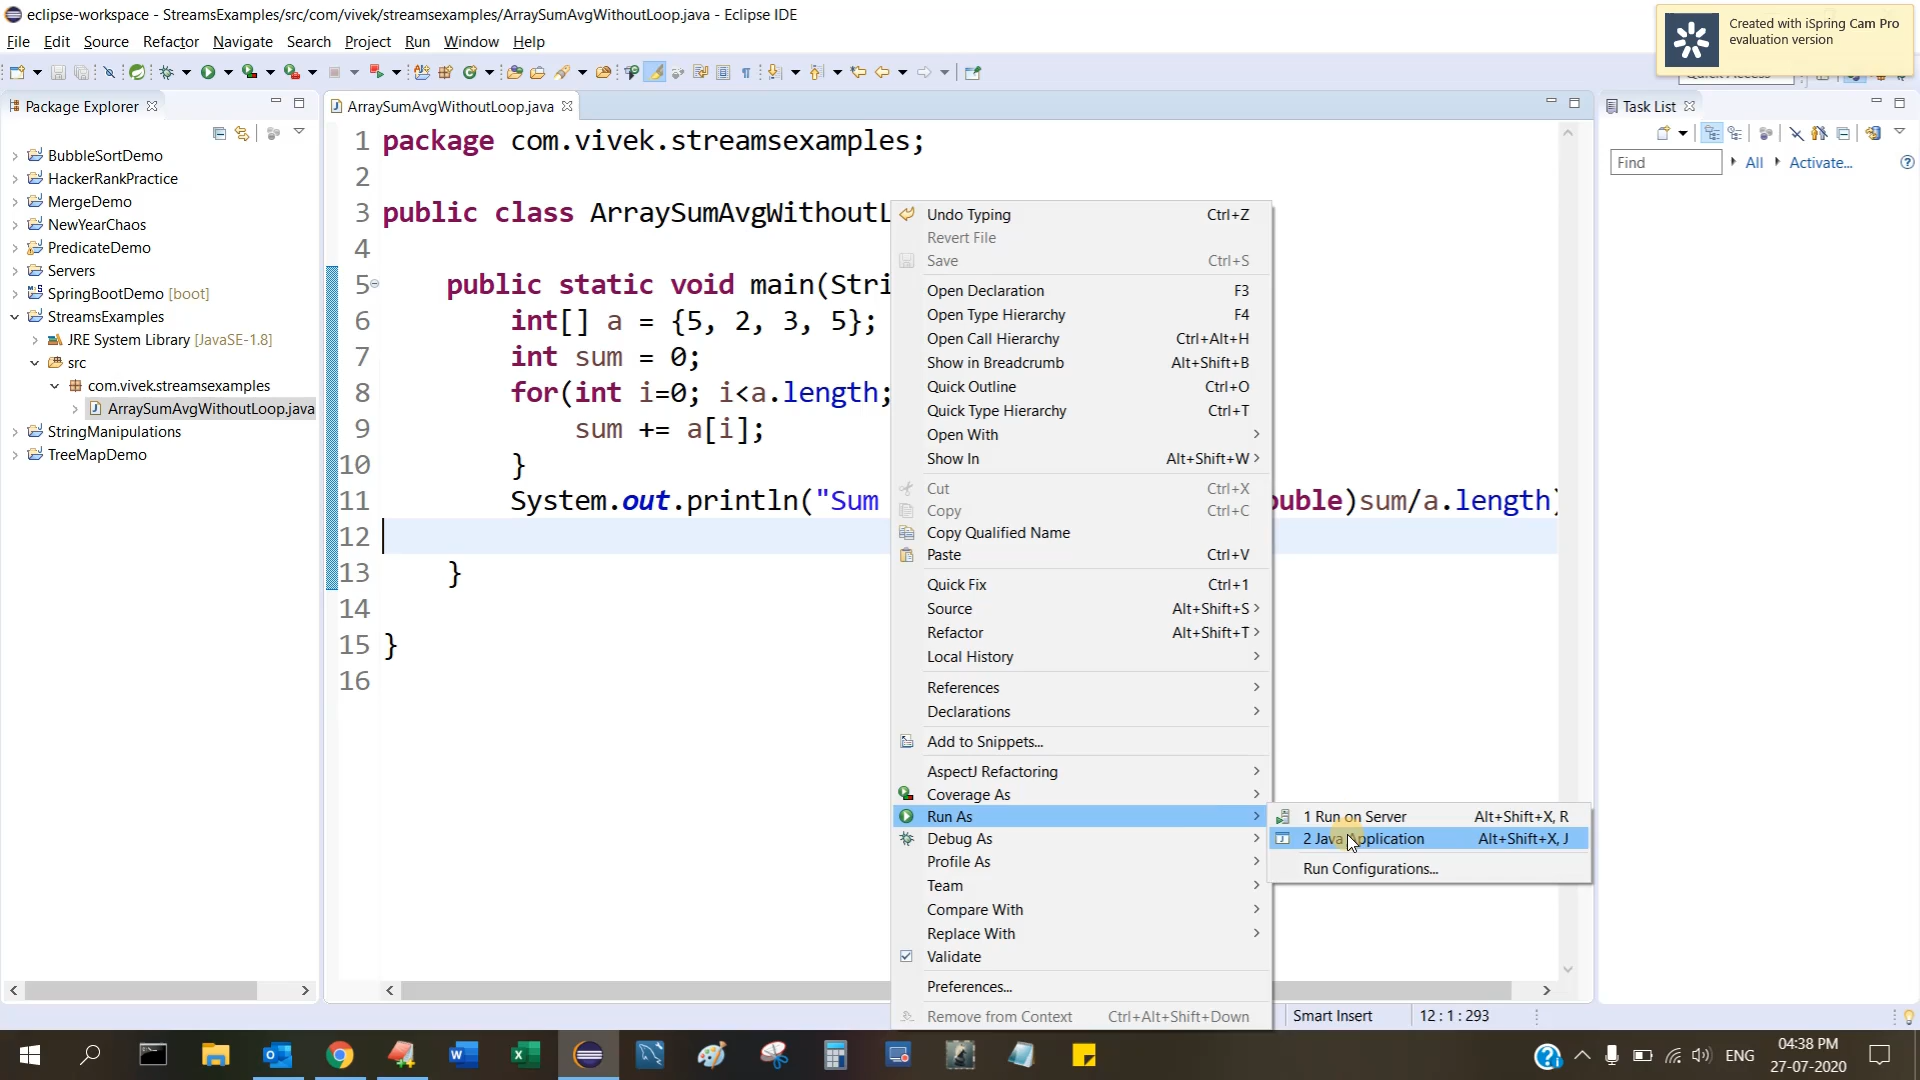 eclipse-workspace - StreamsExamples/src/com/vivek/streamsexamples/ArraySumAvgWithoutLoop.java - Eclipse IDE
Created with iSpring Cam Pro
evaluation version
File Edit Source Refactor Navigate Search Project Run Window Help
Package Explorer
BubbleSortDemo
HackerRankPractice
MergeDemo
NewYearChaos
PredicateDemo
Servers
SpringBootDemo [boot]
StreamsExamples
JRE System Library [JavaSE-1.8]
src
com.vivek.streamsexamples
ArraySumAvgWithoutLoop.java
StringManipulations
TreeMapDemo
ArraySumAvgWithoutLoop.java
1 package com.vivek.streamsexamples;
2
3 public class ArraySumAvgWithoutL
4
5 public static void main(Stri
6 int[] a = {5, 2, 3, 5};
7 int sum = 0;
8 for(int i=0; i<a.length;
9 sum += a[i];
10 }
11 System.out.println("Sum ouble)sum/a.length)
12
13 }
14
15 }
16
Undo Typing Ctrl+Z
Revert File
Save Ctrl+S
Open Declaration F3
Open Type Hierarchy F4
Open Call Hierarchy Ctrl+Alt+H
Show in Breadcrumb Alt+Shift+B
Quick Outline Ctrl+O
Quick Type Hierarchy Ctrl+T
Open With
Show In Alt+Shift+W
Cut Ctrl+X
Copy Ctrl+C
Copy Qualified Name
Paste Ctrl+V
Quick Fix Ctrl+1
Source Alt+Shift+S
Refactor Alt+Shift+T
Local History
References
Declarations
Add to Snippets...
AspectJ Refactoring
Coverage As
Run As
Debug As
Profile As
Team
Compare With
Replace With
Validate
Preferences...
Remove from Context Ctrl+Alt+Shift+Down
1 Run on Server Alt+Shift+X, R
2 Java Application Alt+Shift+X, J
Run Configurations...
Task List
Find All Activate...
Smart Insert 12 : 1 : 293
ENG
04:38 PM
27-07-2020